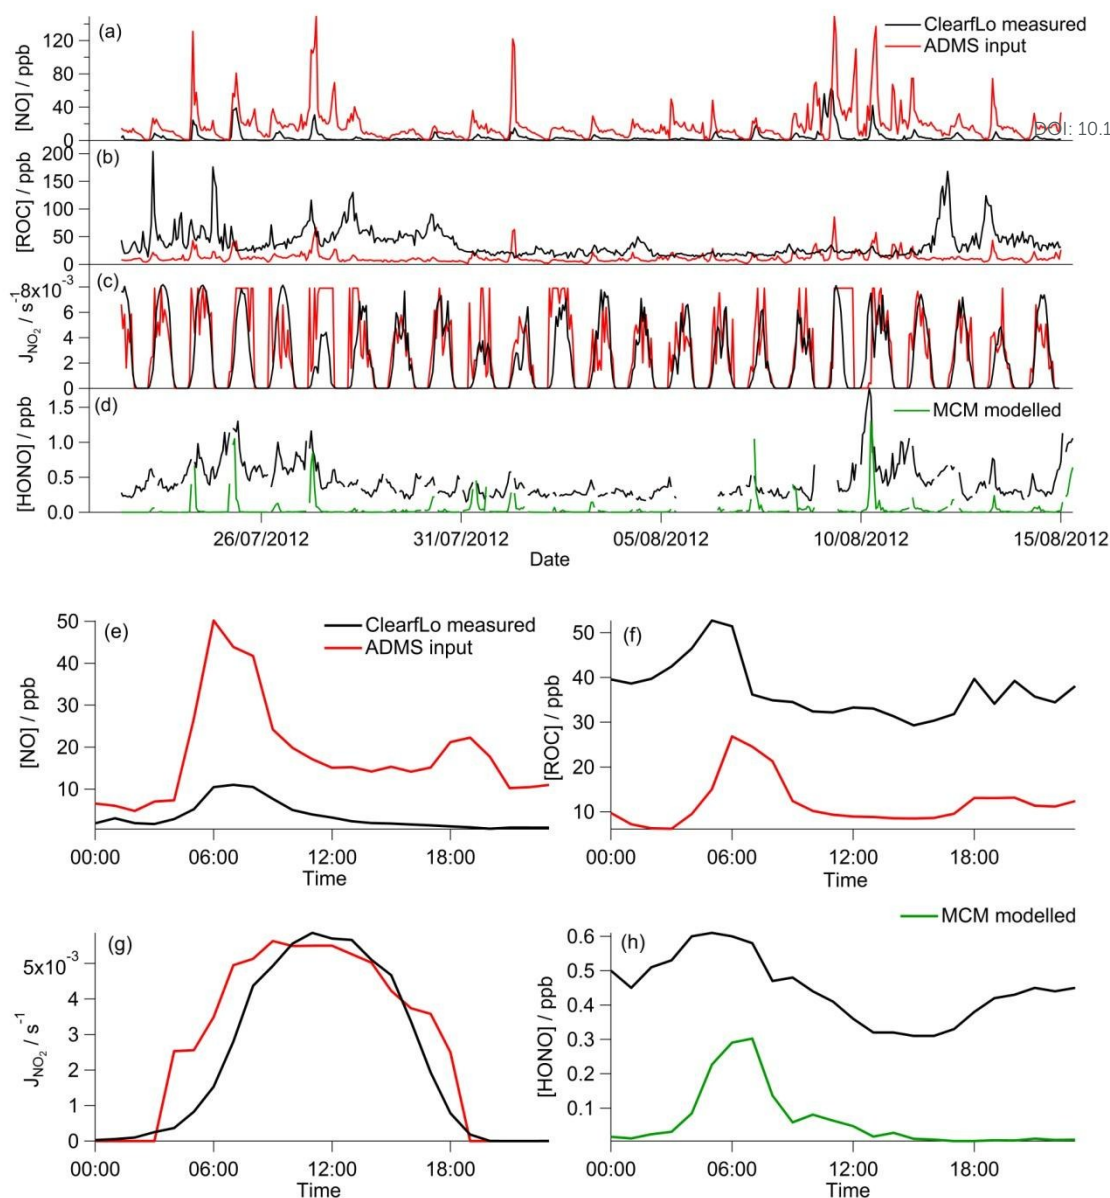 (a)
ClearfLo measured
ADMS input
[NO] / ppb
120
80
40
0
DOI: 10.1
(b)
[ROC] / ppb
200
150
100
50
0
(c)
J_NO₂ / s⁻¹
8x10⁻³
6
4
2
0
(d)
MCM modelled
[HONO] / ppb
1.5
1.0
0.5
0.0
26/07/2012 31/07/2012 05/08/2012 10/08/2012 15/08/2012
Date
(e)
ClearfLo measured
ADMS input
[NO] / ppb
50
40
30
20
10
00:00 06:00 12:00 18:00
Time
(f)
[ROC] / ppb
50
40
30
20
10
00:00 06:00 12:00 18:00
Time
(g)
J_NO₂ / s⁻¹
5x10⁻³
4
3
2
1
0
00:00 06:00 12:00 18:00
Time
MCM modelled
(h)
[HONO] / ppb
0.6
0.5
0.4
0.3
0.2
0.1
00:00 06:00 12:00 18:00
Time